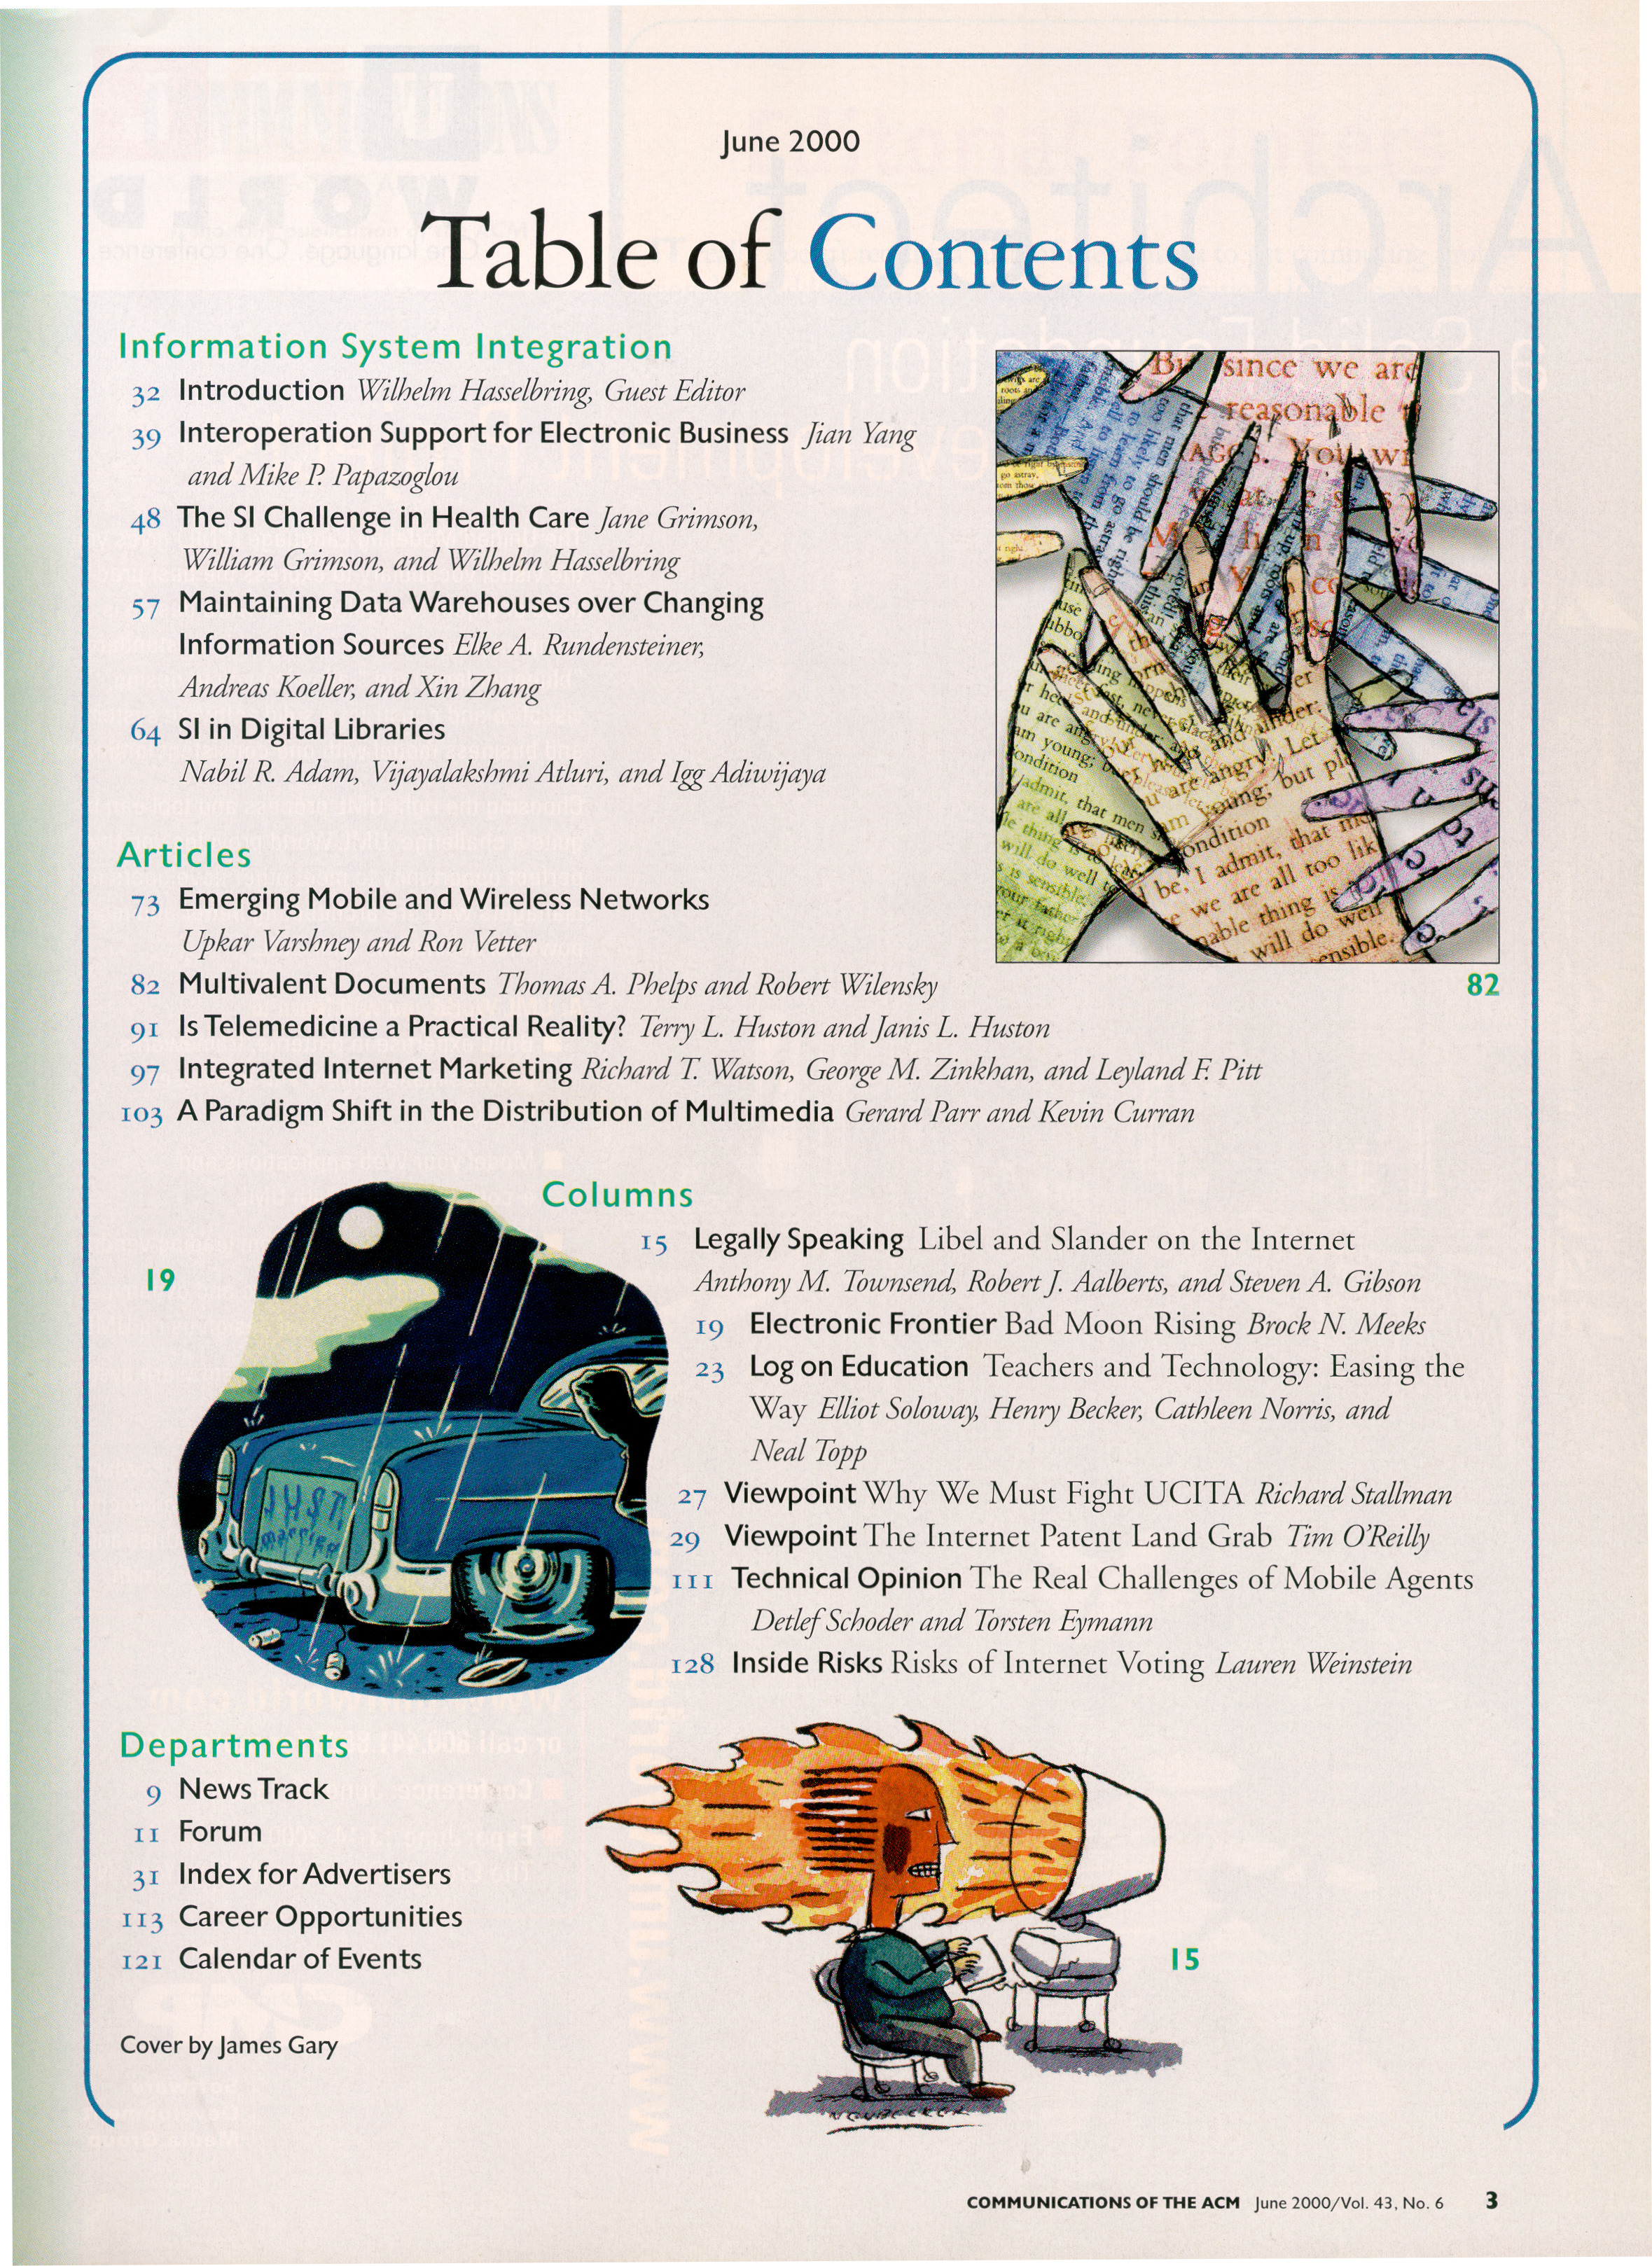 June 2000
Table of Contents
Information System Integration
32 Introduction Wilhelm Hasselbring, Guest Editor
39 Interoperation Support for Electronic Business Jian Yang
and Mike P. Papazoglou
48 The SI Challenge in Health Care Jane Grimson,
William Grimson, and Wilhelm Hasselbring
57 Maintaining Data Warehouses over Changing
Information Sources Elke A. Rundensteiner,
Andreas Koeller, and Xin Zhang
64 SI in Digital Libraries
Nabil R. Adam, Vijayalakshmi Atluri, and Igg Adiwijaya
since we are
reasonable
82
Articles
73 Emerging Mobile and Wireless Networks
Upkar Varshney and Ron Vetter
82 Multivalent Documents Thomas A. Phelps and Robert Wilensky
91 Is Telemedicine a Practical Reality? Terry L. Huston and Janis L. Huston
97 Integrated Internet Marketing Richard T. Watson, George M. Zinkhan, and Leyland F. Pitt
103 A Paradigm Shift in the Distribution of Multimedia Gerard Parr and Kevin Curran
19
JUST
married
Columns
15 Legally Speaking Libel and Slander on the Internet
Anthony M. Townsend, Robert J. Aalberts, and Steven A. Gibson
19 Electronic Frontier Bad Moon Rising Brock N. Meeks
23 Log on Education Teachers and Technology: Easing the
Way Elliot Soloway, Henry Becker, Cathleen Norris, and
Neal Topp
27 Viewpoint Why We Must Fight UCITA Richard Stallman
29 Viewpoint The Internet Patent Land Grab Tim O'Reilly
111 Technical Opinion The Real Challenges of Mobile Agents
Detlef Schoder and Torsten Eymann
128 Inside Risks Risks of Internet Voting Lauren Weinstein
Departments
9 News Track
11 Forum
31 Index for Advertisers
113 Career Opportunities
121 Calendar of Events
15
Cover by James Gary
COMMUNICATIONS OF THE ACM June 2000/Vol. 43, No. 6 3